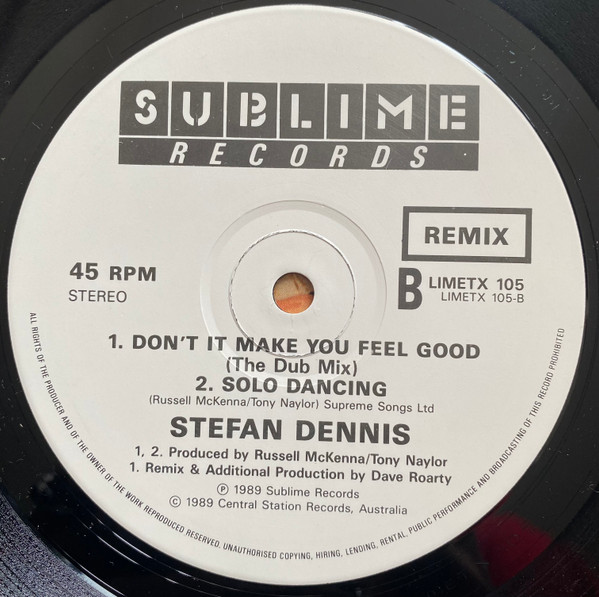 SUBLIME
RECORDS
REMIX
45 RPM
STEREO
B
LIMETX 105
LIMETX 105-B
1. DON'T IT MAKE YOU FEEL GOOD
(The Dub Mix)
2. SOLO DANCING
(Russell McKenna/Tony Naylor) Supreme Songs Ltd
STEFAN DENNIS
1, 2. Produced by Russell McKenna/Tony Naylor
1. Remix & Additional Production by Dave Roarty
℗ 1989 Sublime Records
© 1989 Central Station Records, Australia
ALL RIGHTS OF THE PRODUCER AND OF THE OWNER OF THE WORK REPRODUCED RESERVED. UNAUTHORISED COPYING, HIRING, LENDING, RENTAL, PUBLIC PERFORMANCE AND BROADCASTING OF THIS RECORD PROHIBITED